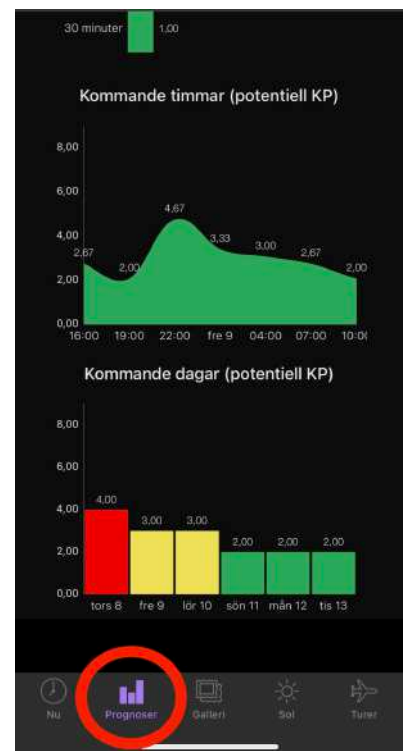 30 minuter 1,00
Kommande timmar (potentiell KP)
8,00
6,00
4,67
4,00
3,33
3,00
2,67
2,67
2,00
2,00
2,00
0,00
16:00 19:00 22:00 fre 9 04:00 07:00 10:00
Kommande dagar (potentiell KP)
8,00
6,00
4,00
4,00
3,00 3,00
2,00 2,00 2,00
2,00
0,00
tors 8 fre 9 lör 10 sön 11 mån 12 tis 13
Nu Prognoser Galleri Sol Turer